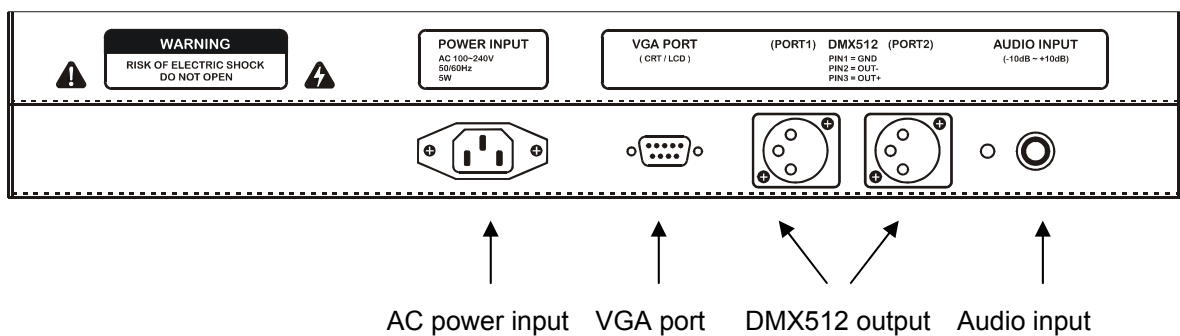 WARNING
RISK OF ELECTRIC SHOCK
DO NOT OPEN
POWER INPUT
AC 100~240V
50/60Hz
5W
VGA PORT
( CRT / LCD )
(PORT1) DMX512 (PORT2)
PIN1 = GND
PIN2 = OUT-
PIN3 = OUT+
AUDIO INPUT
(-10dB ~ +10dB)
AC power input VGA port DMX512 output Audio input